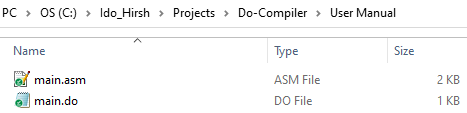 PC > OS (C:) > Ido_Hirsh > Projects > Do-Compiler > User Manual
Name Type Size
main.asm ASM File 2 KB
main.do DO File 1 KB